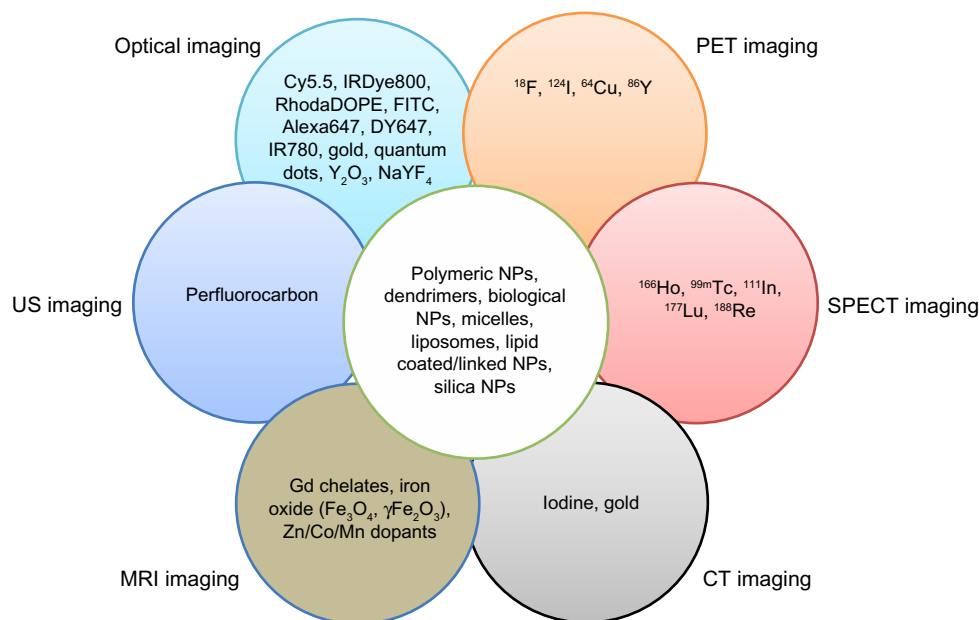 Optical imaging
Cy5.5, IRDye800,
RhodaDOPE, FITC,
Alexa647, DY647,
IR780, gold, quantum
dots, Y₂O₃, NaYF₄
PET imaging
¹⁸F, ¹²⁴I, ⁶⁴Cu, ⁸⁶Y
US imaging
Perfluorocarbon
Polymeric NPs,
dendrimers, biological
NPs, micelles,
liposomes, lipid
coated/linked NPs,
silica NPs
¹⁶⁶Ho, ⁹⁹ᵐTc, ¹¹¹In,
¹⁷⁷Lu, ¹⁸⁸Re
SPECT imaging
Gd chelates, iron
oxide (Fe₃O₄, γFe₂O₃),
Zn/Co/Mn dopants
MRI imaging
Iodine, gold
CT imaging